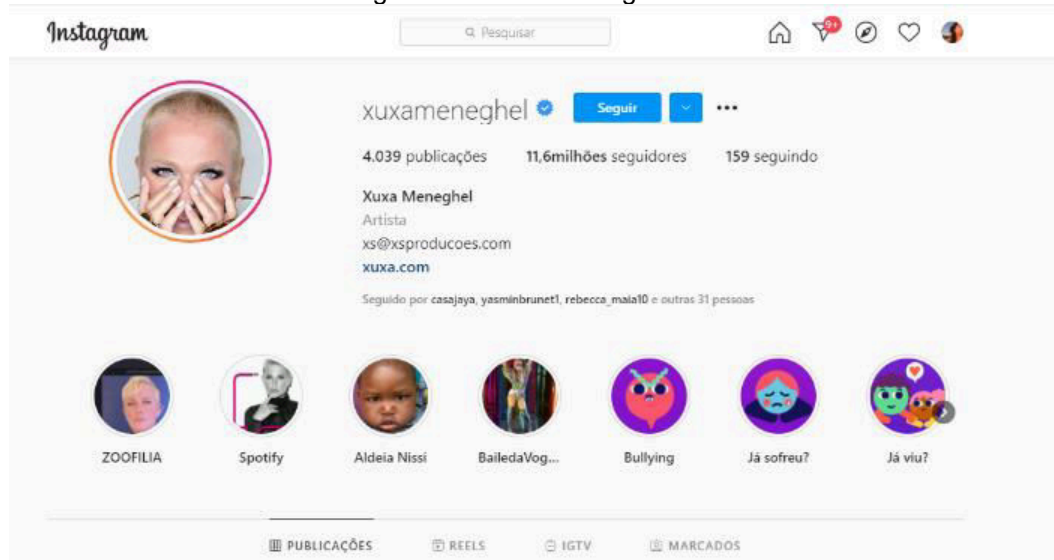 Instagram
Pesquisar
9+
xuxameneghel Seguir
4.039 publicações 11,6milhões seguidores 159 seguindo
Xuxa Meneghel
Artista
xs@xsproducoes.com
xuxa.com
Seguido por casajaya, yasminbrunet1, rebecca_maia10 e outras 31 pessoas
ZOOFILIA Spotify Aldeia Nissi BailedaVog... Bullying Já sofreu? Já viu?
PUBLICAÇÕES REELS IGTV MARCADOS